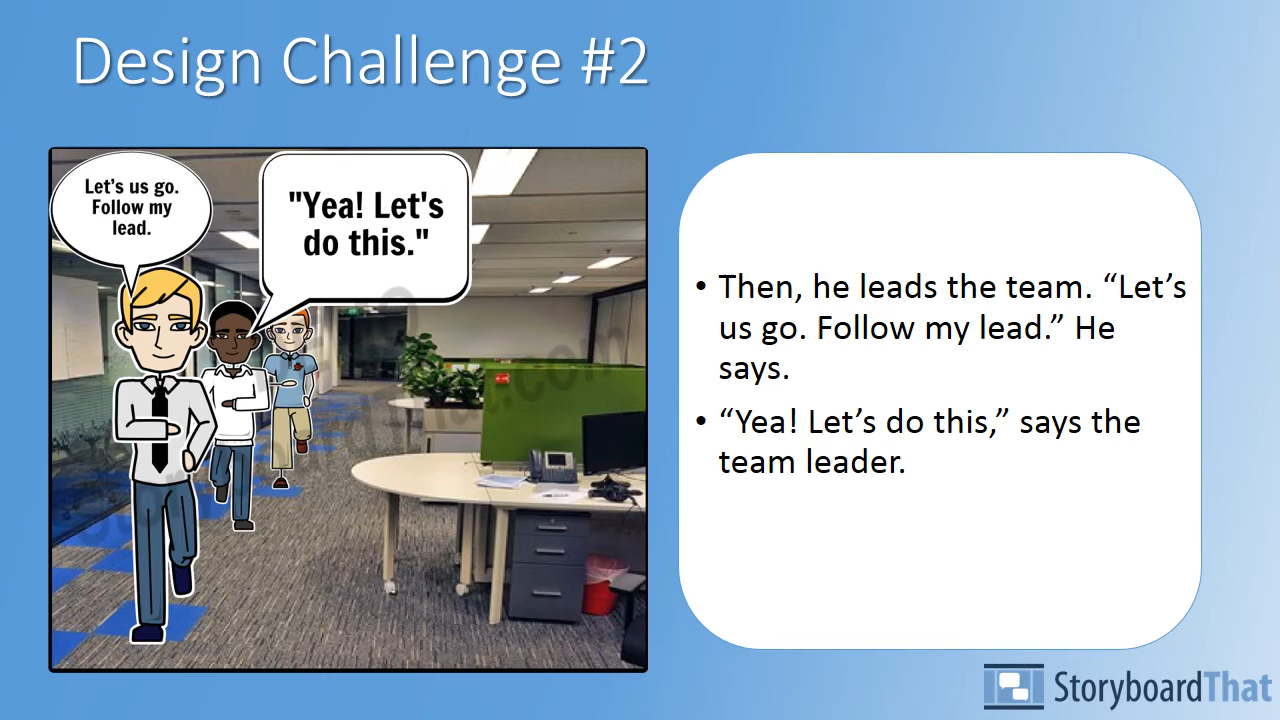 Design Challenge #2
Let's us go.
Follow my
lead.
"Yea! Let's
do this."
• Then, he leads the team. “Let’s
us go. Follow my lead.” He
says.
• “Yea! Let’s do this,” says the
team leader.
StoryboardThat